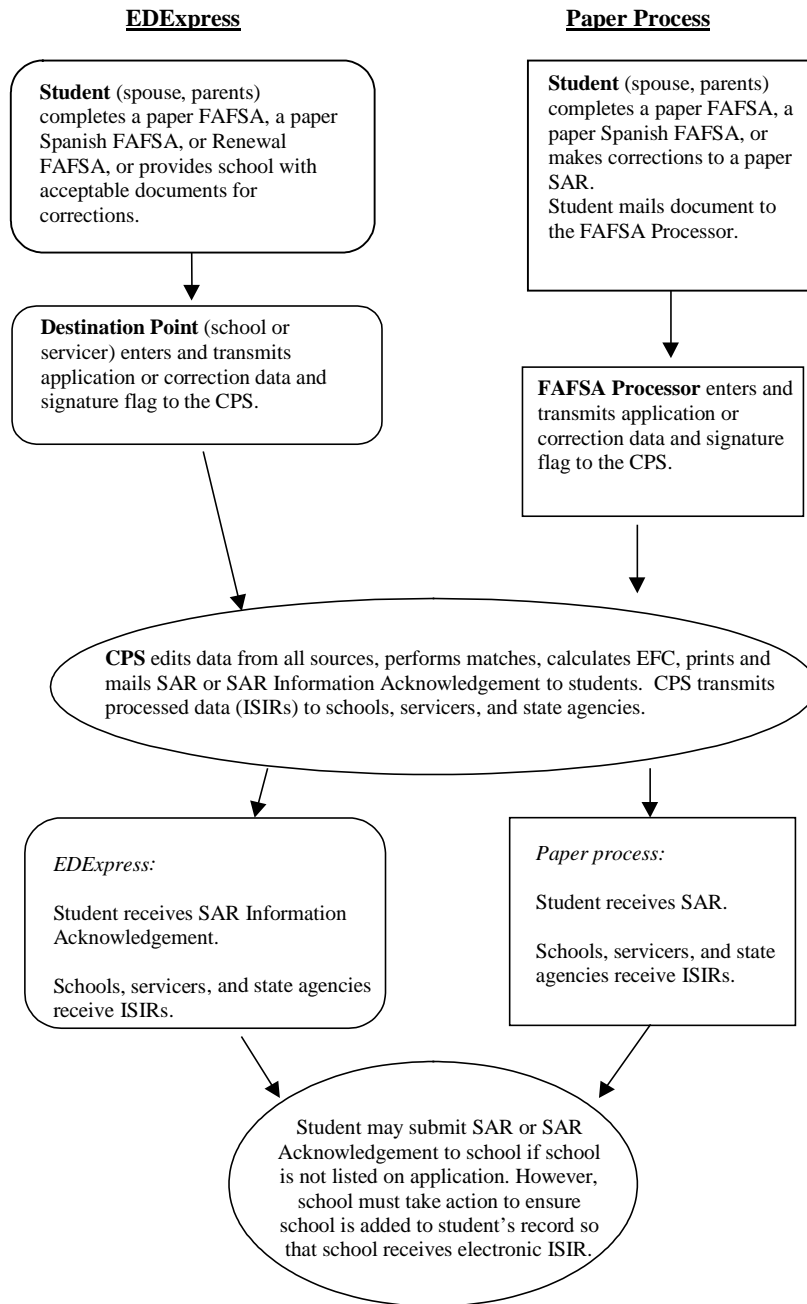 EDExpress
Paper Process
Student (spouse, parents)
completes a paper FAFSA, a paper
Spanish FAFSA, or Renewal
FAFSA, or provides school with
acceptable documents for
corrections.
Student (spouse, parents)
completes a paper FAFSA, a
paper Spanish FAFSA, or
makes corrections to a paper
SAR.
Student mails document to
the FAFSA Processor.
Destination Point (school or
servicer) enters and transmits
application or correction data and
signature flag to the CPS.
FAFSA Processor enters and
transmits application or
correction data and signature
flag to the CPS.
CPS edits data from all sources, performs matches, calculates EFC, prints and
mails SAR or SAR Information Acknowledgement to students. CPS transmits
processed data (ISIRs) to schools, servicers, and state agencies.
EDExpress:
Student receives SAR Information
Acknowledgement.
Schools, servicers, and state agencies
receive ISIRs.
Paper process:
Student receives SAR.
Schools, servicers, and state
agencies receive ISIRs.
Student may submit SAR or SAR
Acknowledgement to school if school
is not listed on application. However,
school must take action to ensure
school is added to student's record so
that school receives electronic ISIR.